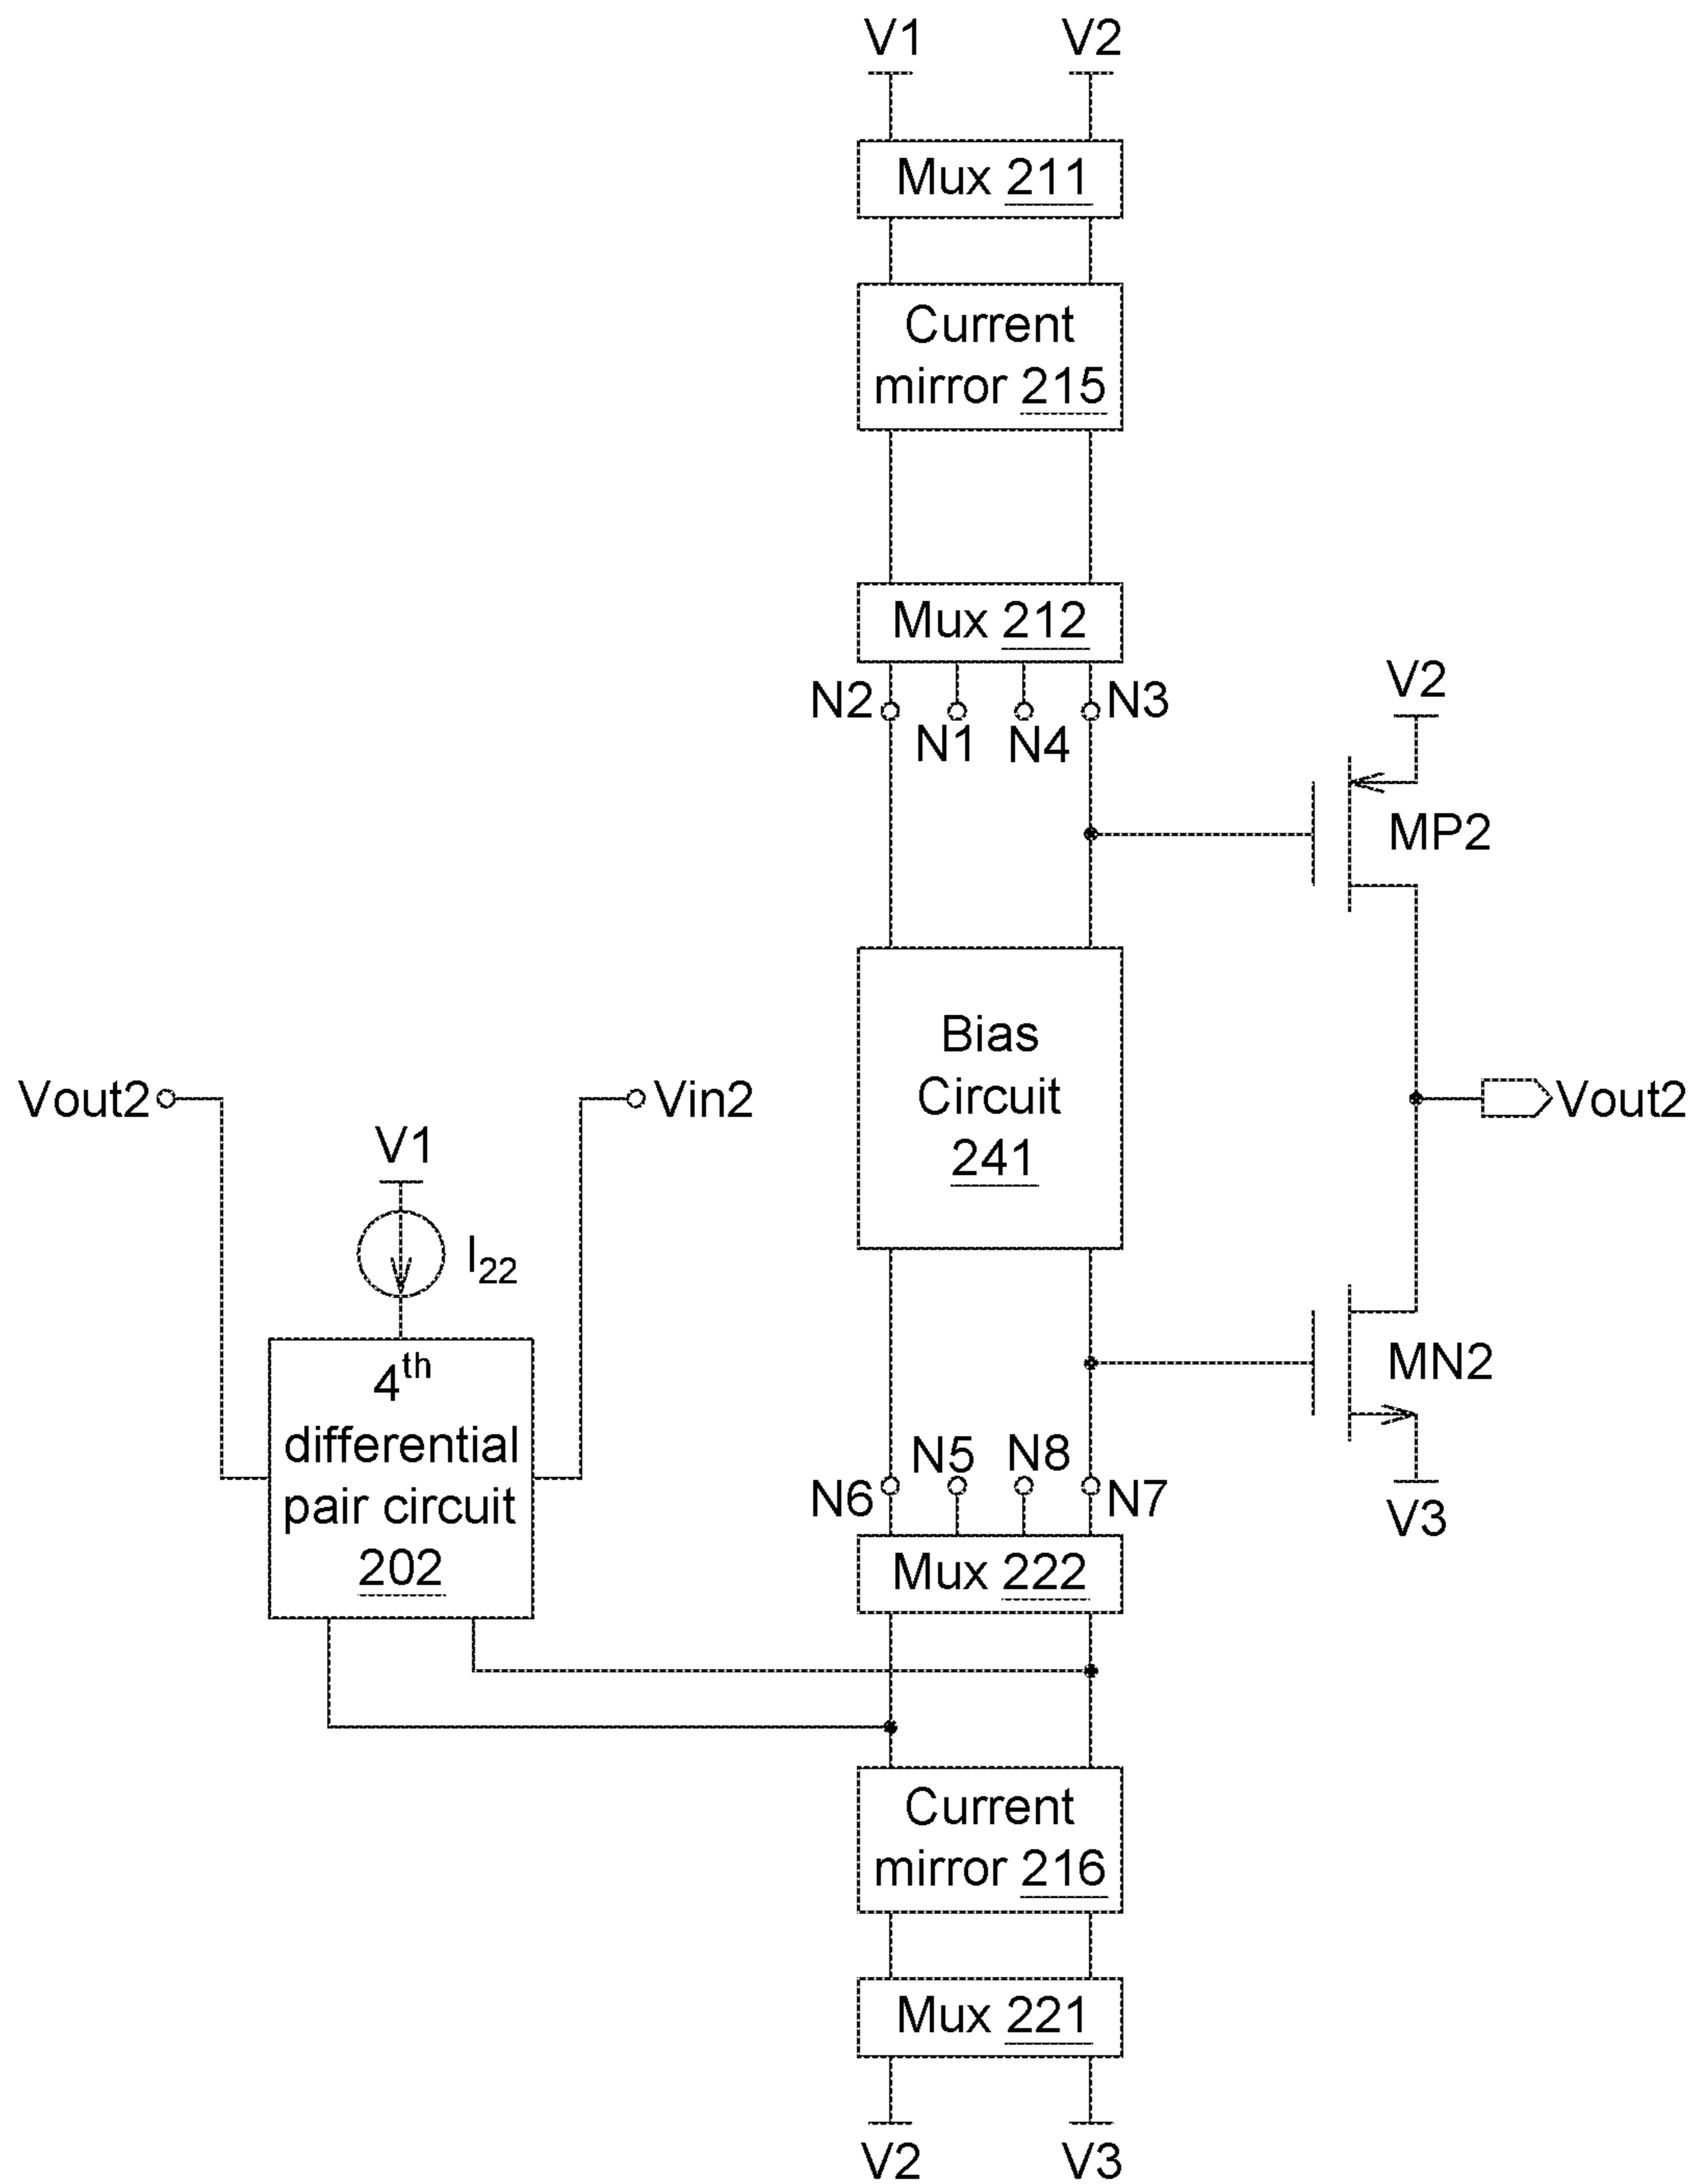 V1 V2
Mux 211
Current
mirror 215
Mux 212
N2 N3
N1 N4
V2
MP2
Bias
Circuit
241
Vout2 Vin2
Vout2
V1
I22
4th
differential
pair circuit
202
MN2
N5 N8
N6 N7
V3
Mux 222
Current
mirror 216
Mux 221
V2 V3